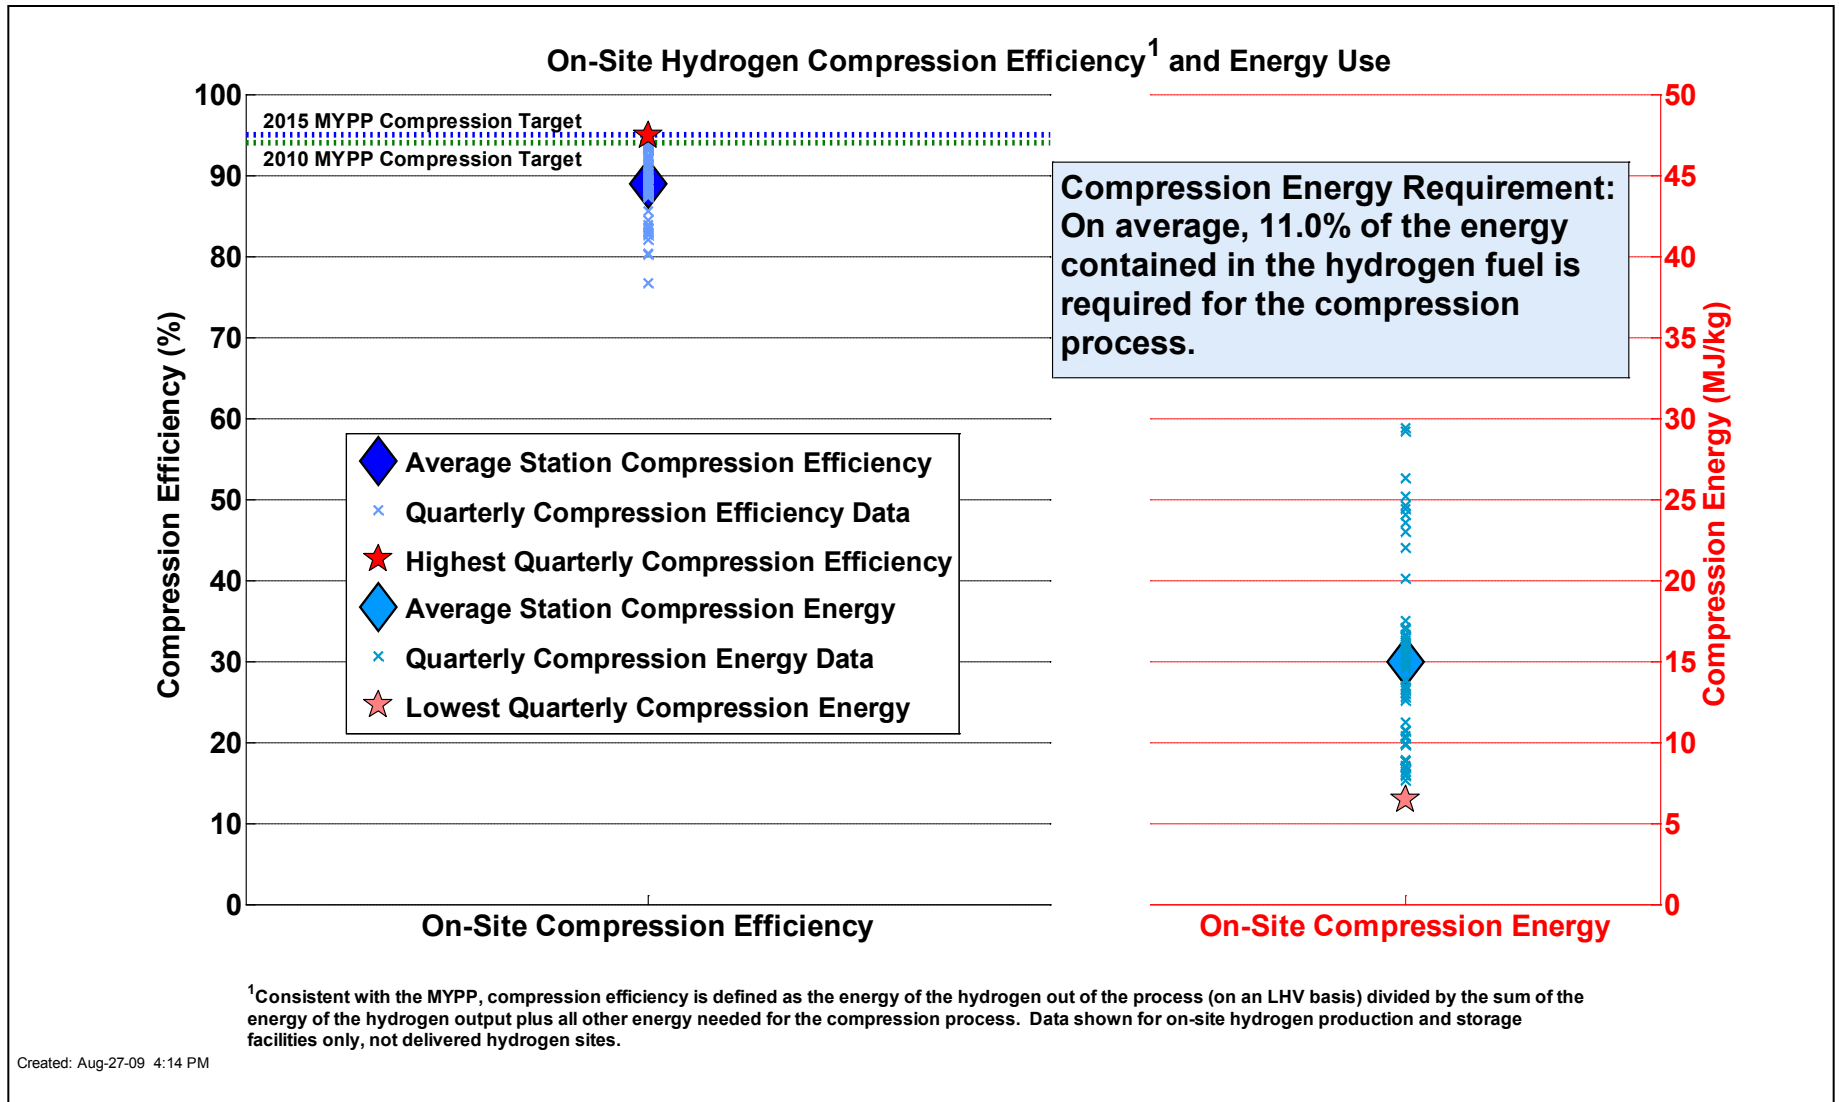 On-Site Hydrogen Compression Efficiency1 and Energy Use
100
90
80
70
60
50
40
30
20
10
0
Compression Efficiency (%)
2015 MYPP Compression Target
2010 MYPP Compression Target
Average Station Compression Efficiency
Quarterly Compression Efficiency Data
Highest Quarterly Compression Efficiency
Average Station Compression Energy
Quarterly Compression Energy Data
Lowest Quarterly Compression Energy
On-Site Compression Efficiency
Compression Energy Requirement:
On average, 11.0% of the energy
contained in the hydrogen fuel is
required for the compression
process.
50
45
40
35
30
25
20
15
10
5
0
Compression Energy (MJ/kg)
On-Site Compression Energy
1Consistent with the MYPP, compression efficiency is defined as the energy of the hydrogen out of the process (on an LHV basis) divided by the sum of the
energy of the hydrogen output plus all other energy needed for the compression process.  Data shown for on-site hydrogen production and storage
facilities only, not delivered hydrogen sites.
Created: Aug-27-09  4:14 PM